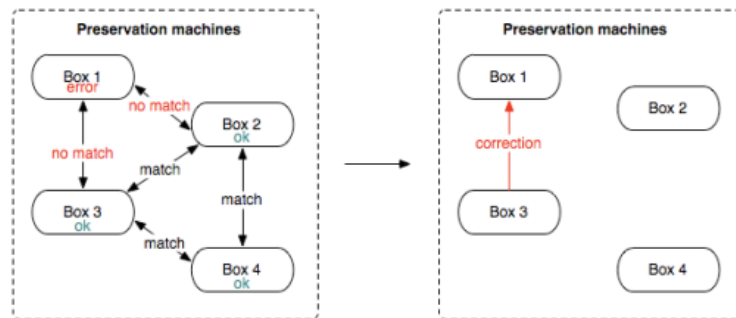 Preservation machines
Box 1
error
no match
Box 2
ok
no match
match
match
Box 3
ok
match
Box 4
ok
Preservation machines
Box 1
Box 2
correction
Box 3
Box 4